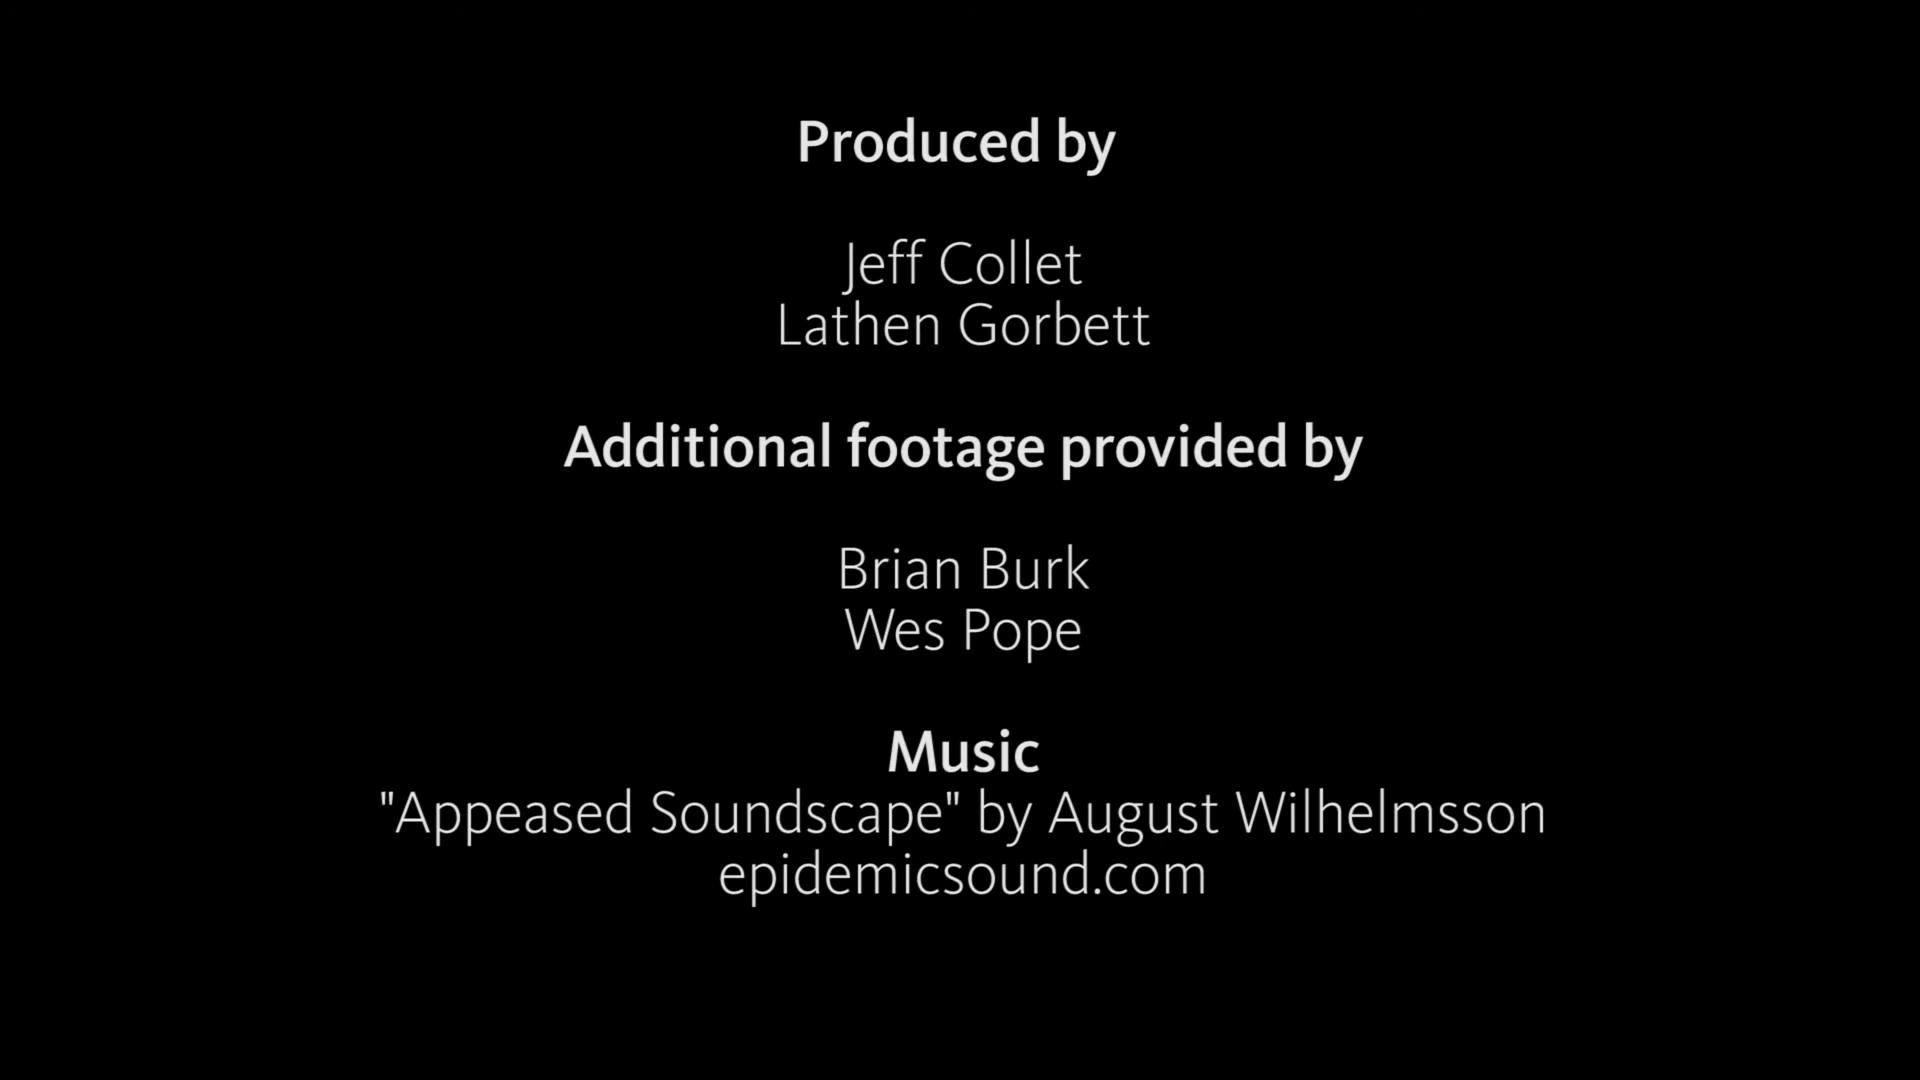 Produced by
Jeff Collet
Lathen Gorbett
Additional footage provided by
Brian Burk
Wes Pope
Music
"Appeased Soundscape" by August Wilhelmsson
epidemicsound.com